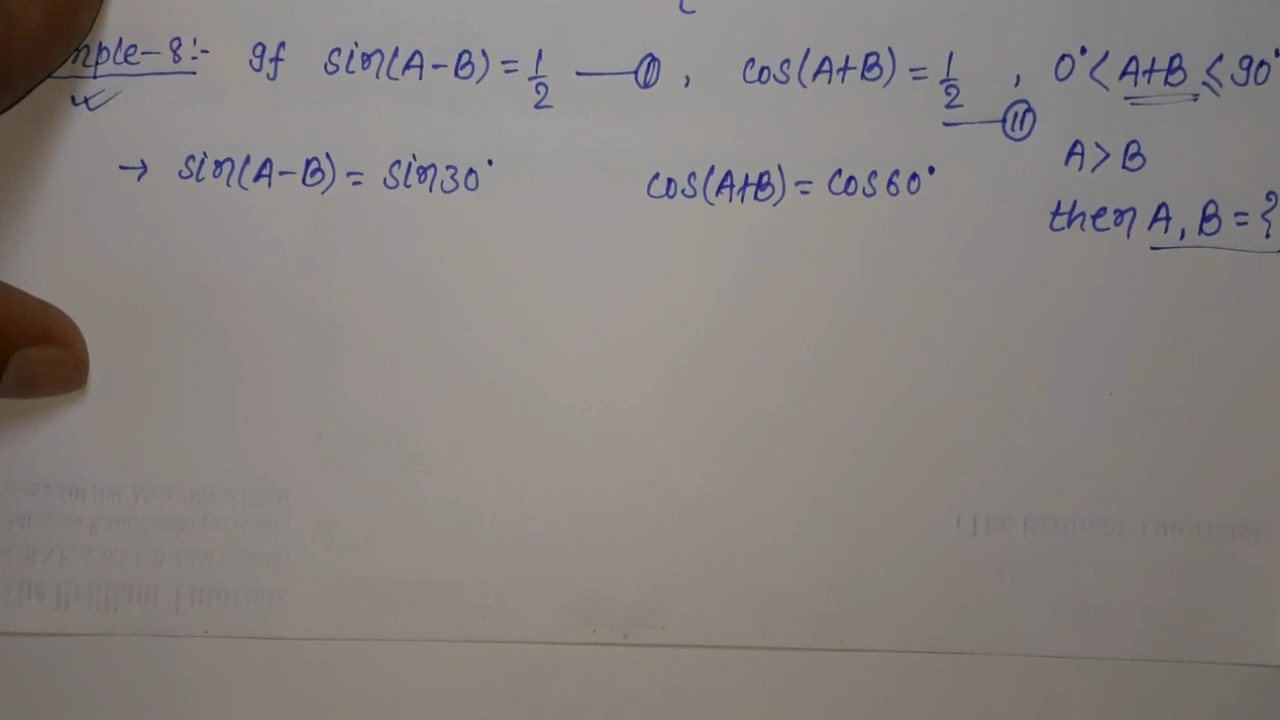 mple-8:- If sin(A-B) = 1/2 —— (I) , cos(A+B) = 1/2 —— (II) , 0° < A+B ≤ 90°
A > B
→ sin(A-B) = sin30° cos(A+B) = cos60°
then A, B = ?